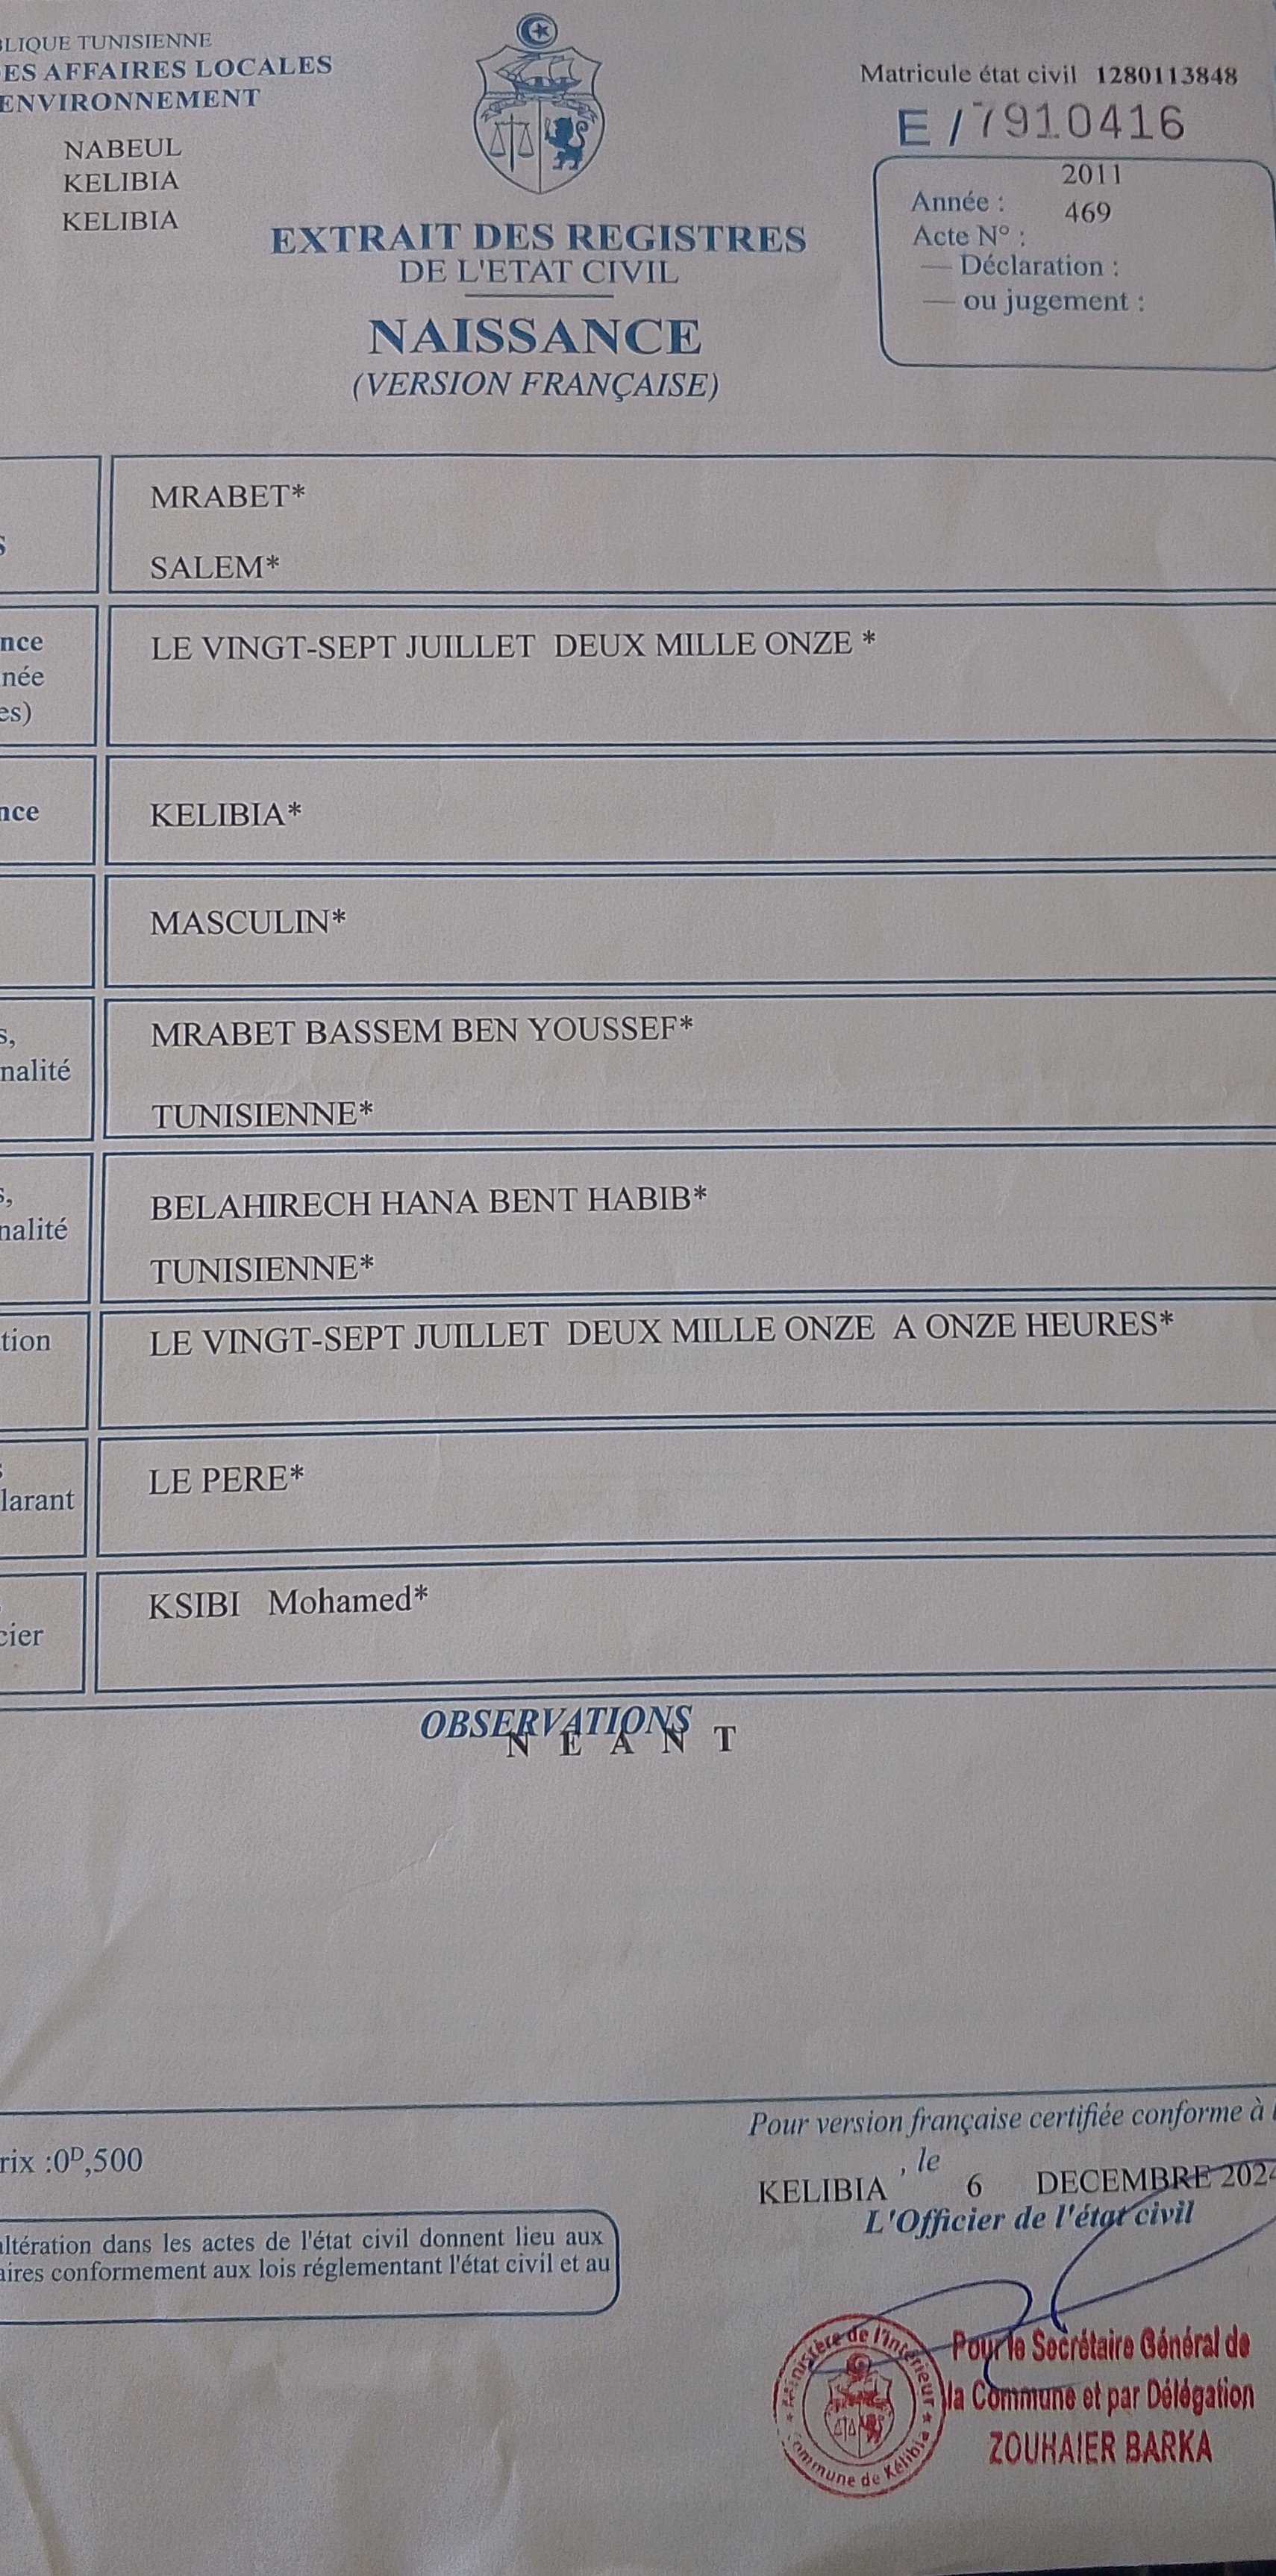 BLIQUE TUNISIENNE
ES AFFAIRES LOCALES
ENVIRONNEMENT
NABEUL
KELIBIA
KELIBIA
Matricule état civil 1280113848
E / 7910416
2011
Année :
469
Acte N° :
— Déclaration :
— ou jugement :
EXTRAIT DES REGISTRES
DE L'ETAT CIVIL
NAISSANCE
(VERSION FRANÇAISE)
MRABET*
s
SALEM*
nce
LE VINGT-SEPT JUILLET DEUX MILLE ONZE *
née
es)
nce
KELIBIA*
MASCULIN*
s,
MRABET BASSEM BEN YOUSSEF*
nalité
TUNISIENNE*
s,
BELAHIRECH HANA BENT HABIB*
nalité
TUNISIENNE*
tion
LE VINGT-SEPT JUILLET DEUX MILLE ONZE A ONZE HEURES*
larant
LE PERE*
KSIBI Mohamed*
cier
OBSERVATIONS
N E A N T
Pour version française certifiée conforme à l
rix :0ᴰ,500
, le
KELIBIA 6 DECEMBRE 2024
L'Officier de l'état civil
altération dans les actes de l'état civil donnent lieu aux
aires conformement aux lois réglementant l'état civil et au
Ministère de l'Intérieur
Commune de Kélibia
Pour le Secrétaire Général de
la Commune et par Délégation
ZOUHAIER BARKA